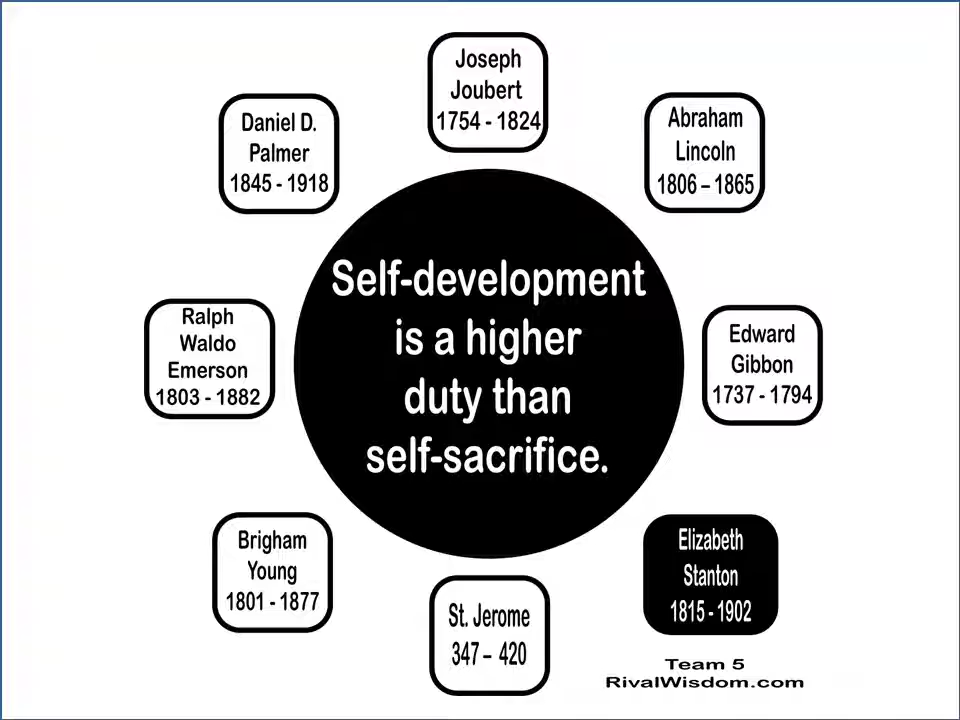 Joseph
Joubert
1754 - 1824
Daniel D.
Palmer
1845 - 1918
Abraham
Lincoln
1806 – 1865
Self-development
is a higher
duty than
self-sacrifice.
Ralph
Waldo
Emerson
1803 - 1882
Edward
Gibbon
1737 - 1794
Brigham
Young
1801 - 1877
St. Jerome
347 – 420
Elizabeth
Stanton
1815 - 1902
Team 5
RivalWisdom.com